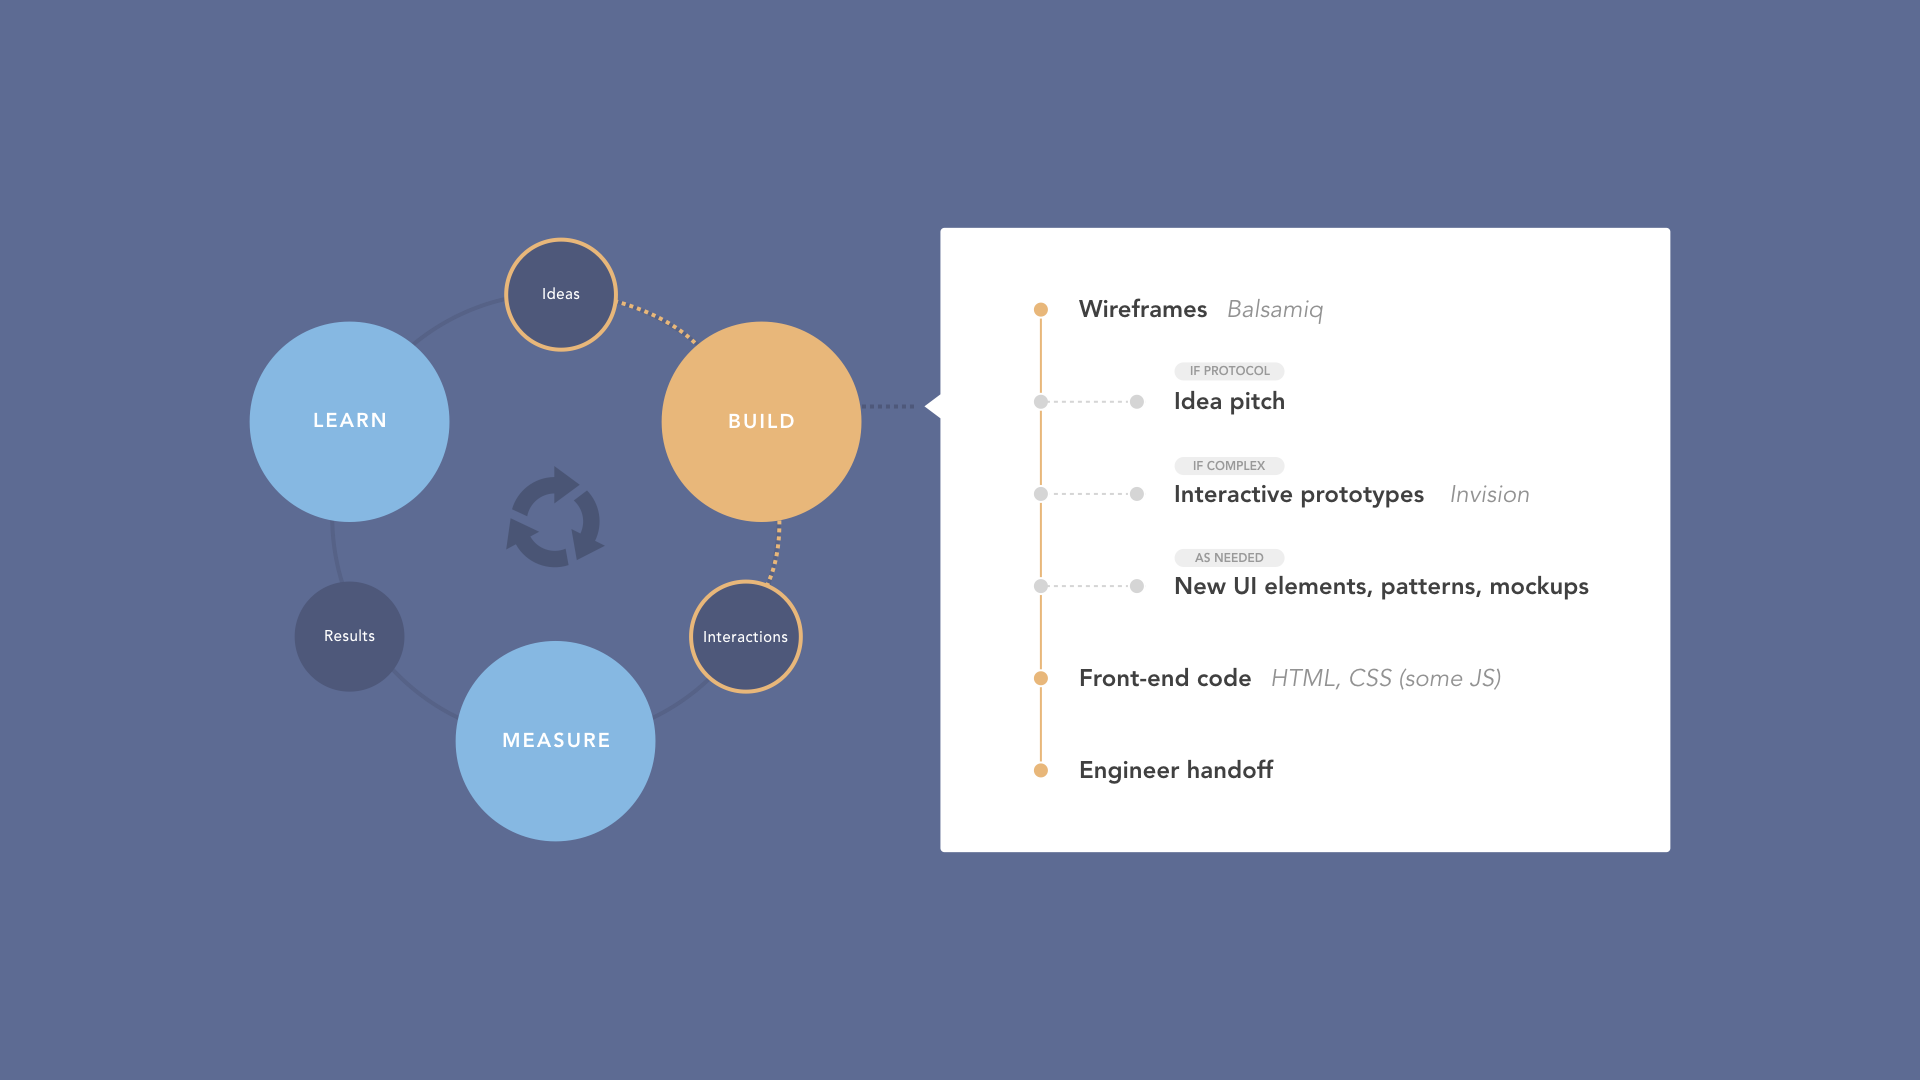 Ideas
LEARN
BUILD
Results
Interactions
MEASURE
Wireframes Balsamiq
IF PROTOCOL
Idea pitch
IF COMPLEX
Interactive prototypes Invision
AS NEEDED
New UI elements, patterns, mockups
Front-end code HTML, CSS (some JS)
Engineer handoff